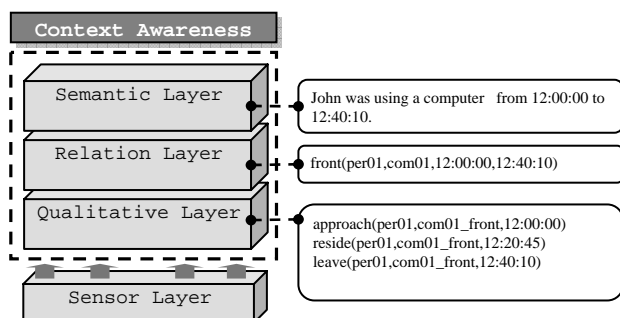 Context Awareness
Semantic Layer
John was using a computer from 12:00:00 to
12:40:10.
Relation Layer
front(per01,com01,12:00:00,12:40:10)
Qualitative Layer
approach(per01,com01_front,12:00:00)
reside(per01,com01_front,12:20:45)
leave(per01,com01_front,12:40:10)
Sensor Layer